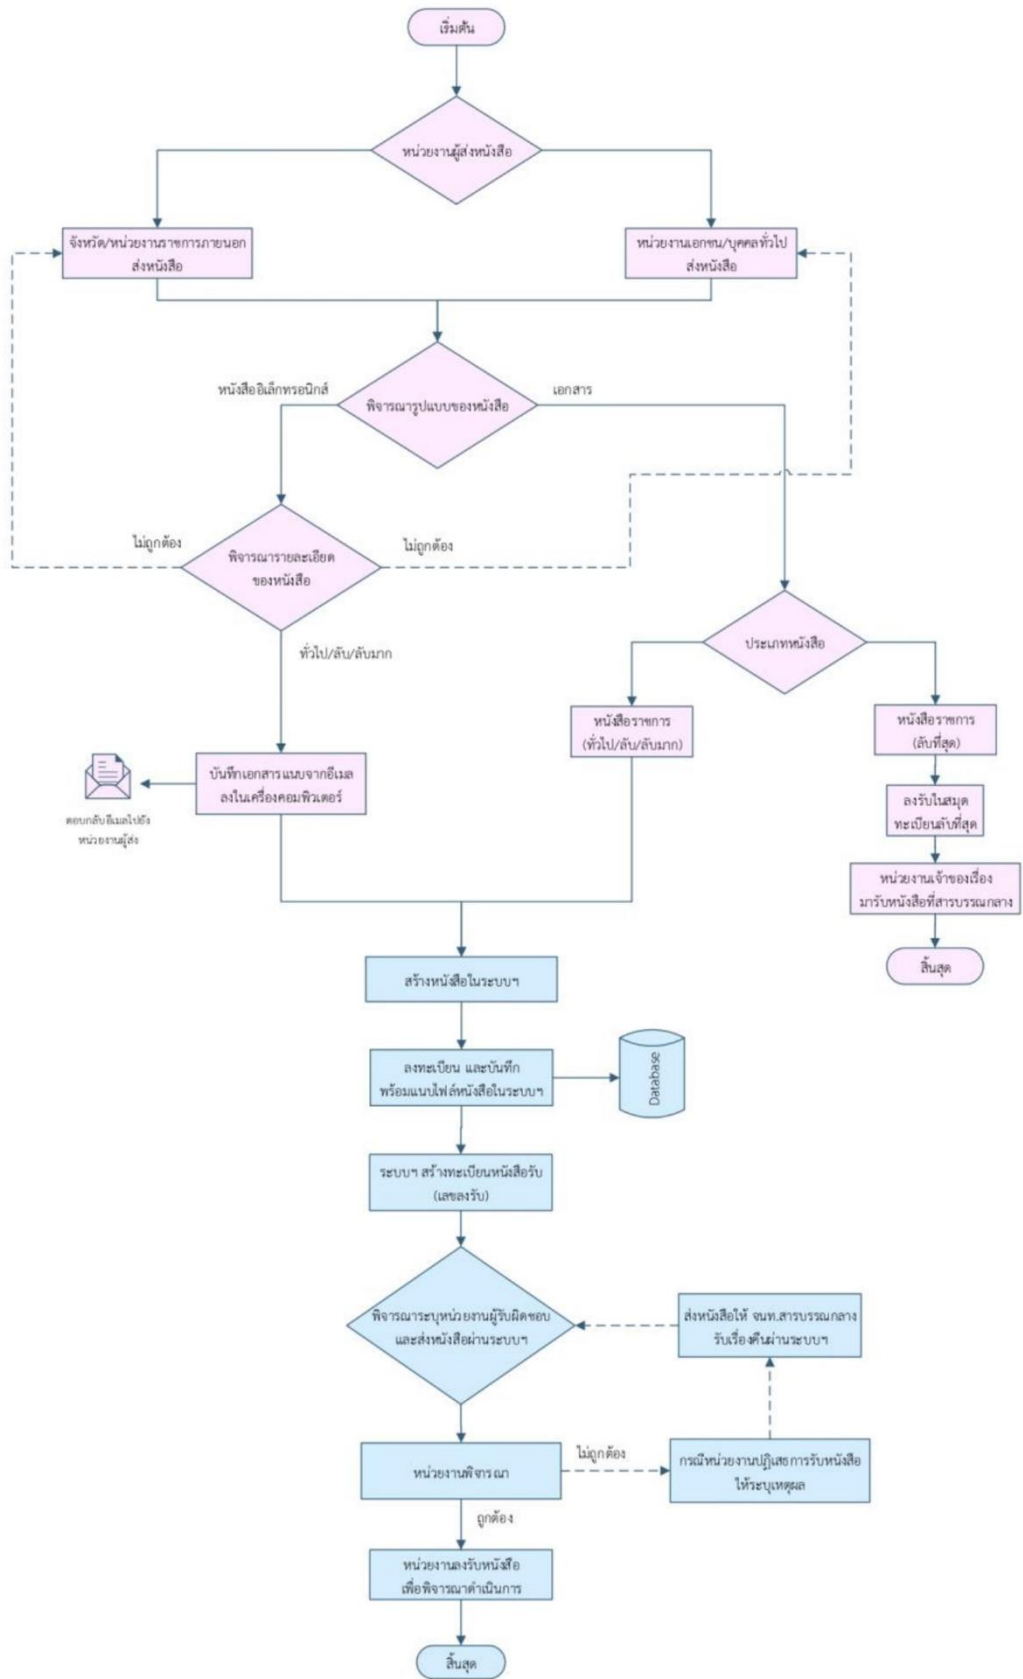 เริ่มต้น
หน่วยงานผู้ส่งหนังสือ
จังหวัด/หน่วยงานราชการภายนอก
ส่งหนังสือ
หน่วยงานเอกชน/บุคคลทั่วไป
ส่งหนังสือ
หนังสืออิเล็กทรอนิกส์
พิจารณารูปแบบของหนังสือ
เอกสาร
ไม่ถูกต้อง
พิจารณารายละเอียด
ของหนังสือ
ไม่ถูกต้อง
ทั่วไป/ลับ/ลับมาก
ประเภทหนังสือ
หนังสือราชการ
(ทั่วไป/ลับ/ลับมาก)
หนังสือราชการ
(ลับที่สุด)
บันทึกเอกสารแนบจากอีเมล
ลงในเครื่องคอมพิวเตอร์
ตอบกลับอีเมลไปยัง
หน่วยงานผู้ส่ง
ลงรับในสมุด
ทะเบียนลับที่สุด
หน่วยงานเจ้าของเรื่อง
มารับหนังสือที่สารบรรณกลาง
สิ้นสุด
สร้างหนังสือในระบบฯ
ลงทะเบียน และบันทึก
พร้อมแนบไฟล์หนังสือในระบบฯ
Database
ระบบฯ สร้างทะเบียนหนังสือรับ
(เลขลงรับ)
พิจารณาระบุหน่วยงานผู้รับผิดชอบ
และส่งหนังสือผ่านระบบฯ
ส่งหนังสือให้ จนท.สารบรรณกลาง
รับเรื่องคืนผ่านระบบฯ
หน่วยงานพิจารณา
ไม่ถูกต้อง
กรณีหน่วยงานปฏิเสธการรับหนังสือ
ให้ระบุเหตุผล
ถูกต้อง
หน่วยงานลงรับหนังสือ
เพื่อพิจารณาดำเนินการ
สิ้นสุด